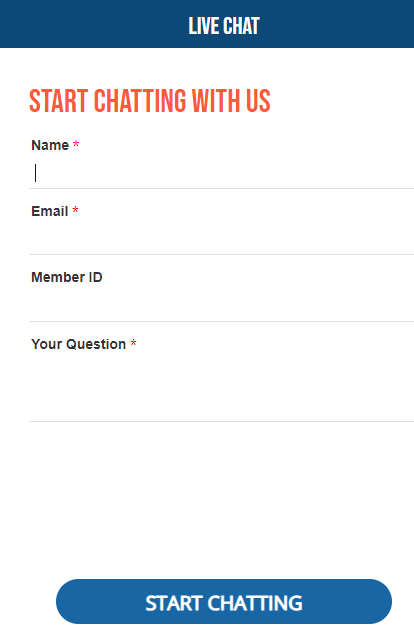 LIVE CHAT
START CHATTING WITH US
Name *
Email *
Member ID
Your Question *
START CHATTING